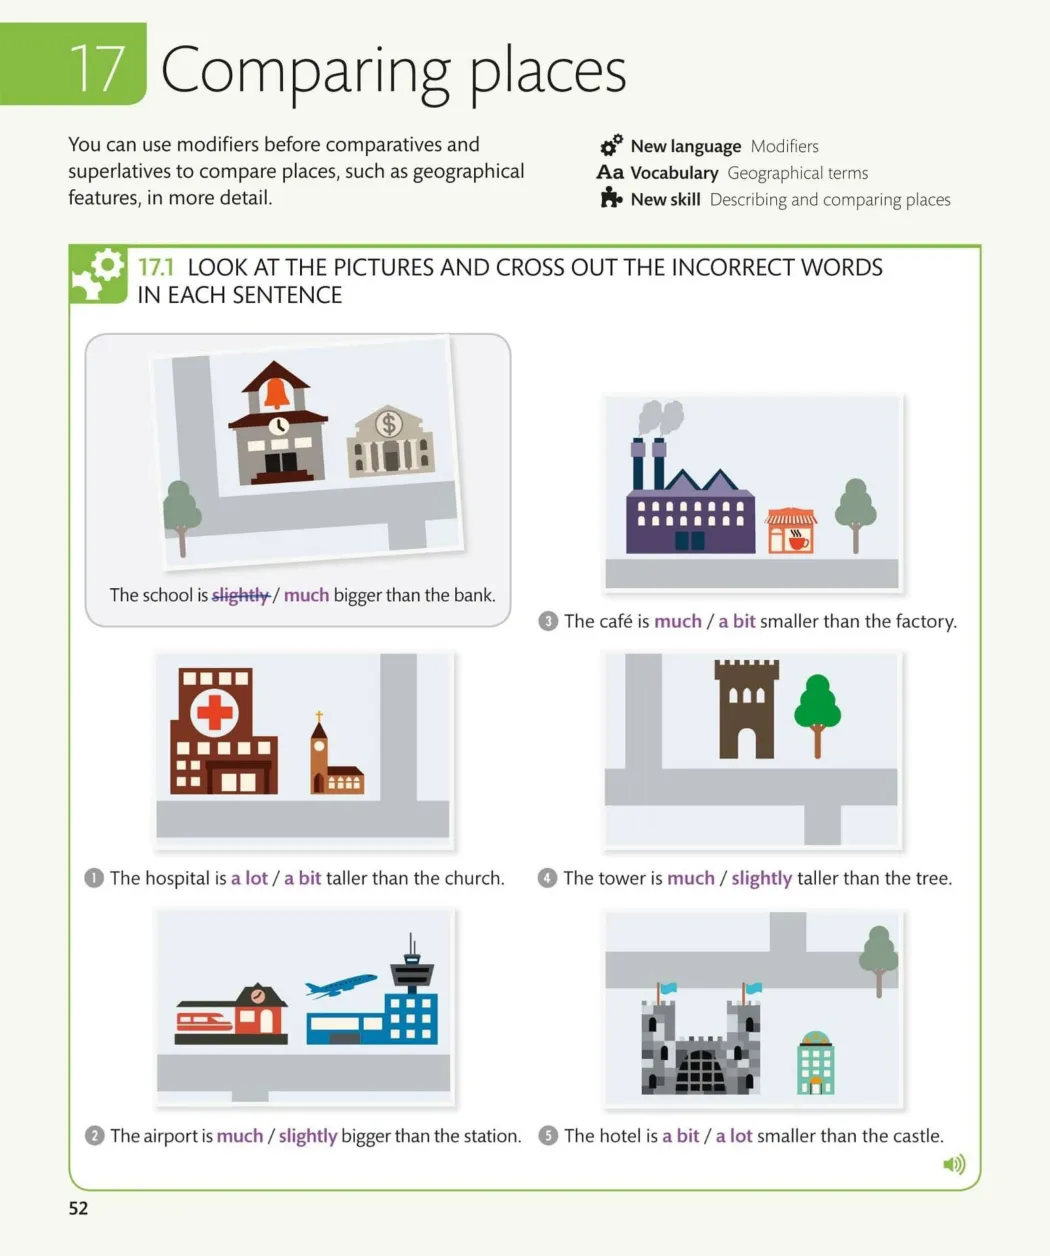 17 Comparing places
You can use modifiers before comparatives and
superlatives to compare places, such as geographical
features, in more detail.
New language Modifiers
Aa Vocabulary Geographical terms
New skill Describing and comparing places
17.1 LOOK AT THE PICTURES AND CROSS OUT THE INCORRECT WORDS
IN EACH SENTENCE
$
The school is slightly / much bigger than the bank.
1 The hospital is a lot / a bit taller than the church.
2 The airport is much / slightly bigger than the station.
3 The café is much / a bit smaller than the factory.
4 The tower is much / slightly taller than the tree.
5 The hotel is a bit / a lot smaller than the castle.
52